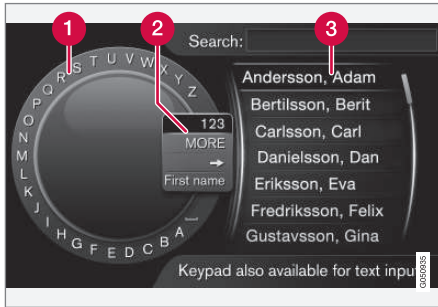 1
2
3
Search:
A B C D E F G H I J K L M N O P Q R S T U V W X Y Z
123
MORE
First name
Andersson, Adam
Bertilsson, Berit
Carlsson, Carl
Danielsson, Dan
Eriksson, Eva
Fredriksson, Felix
Gustavsson, Gina
Keypad also available for text input
G050935